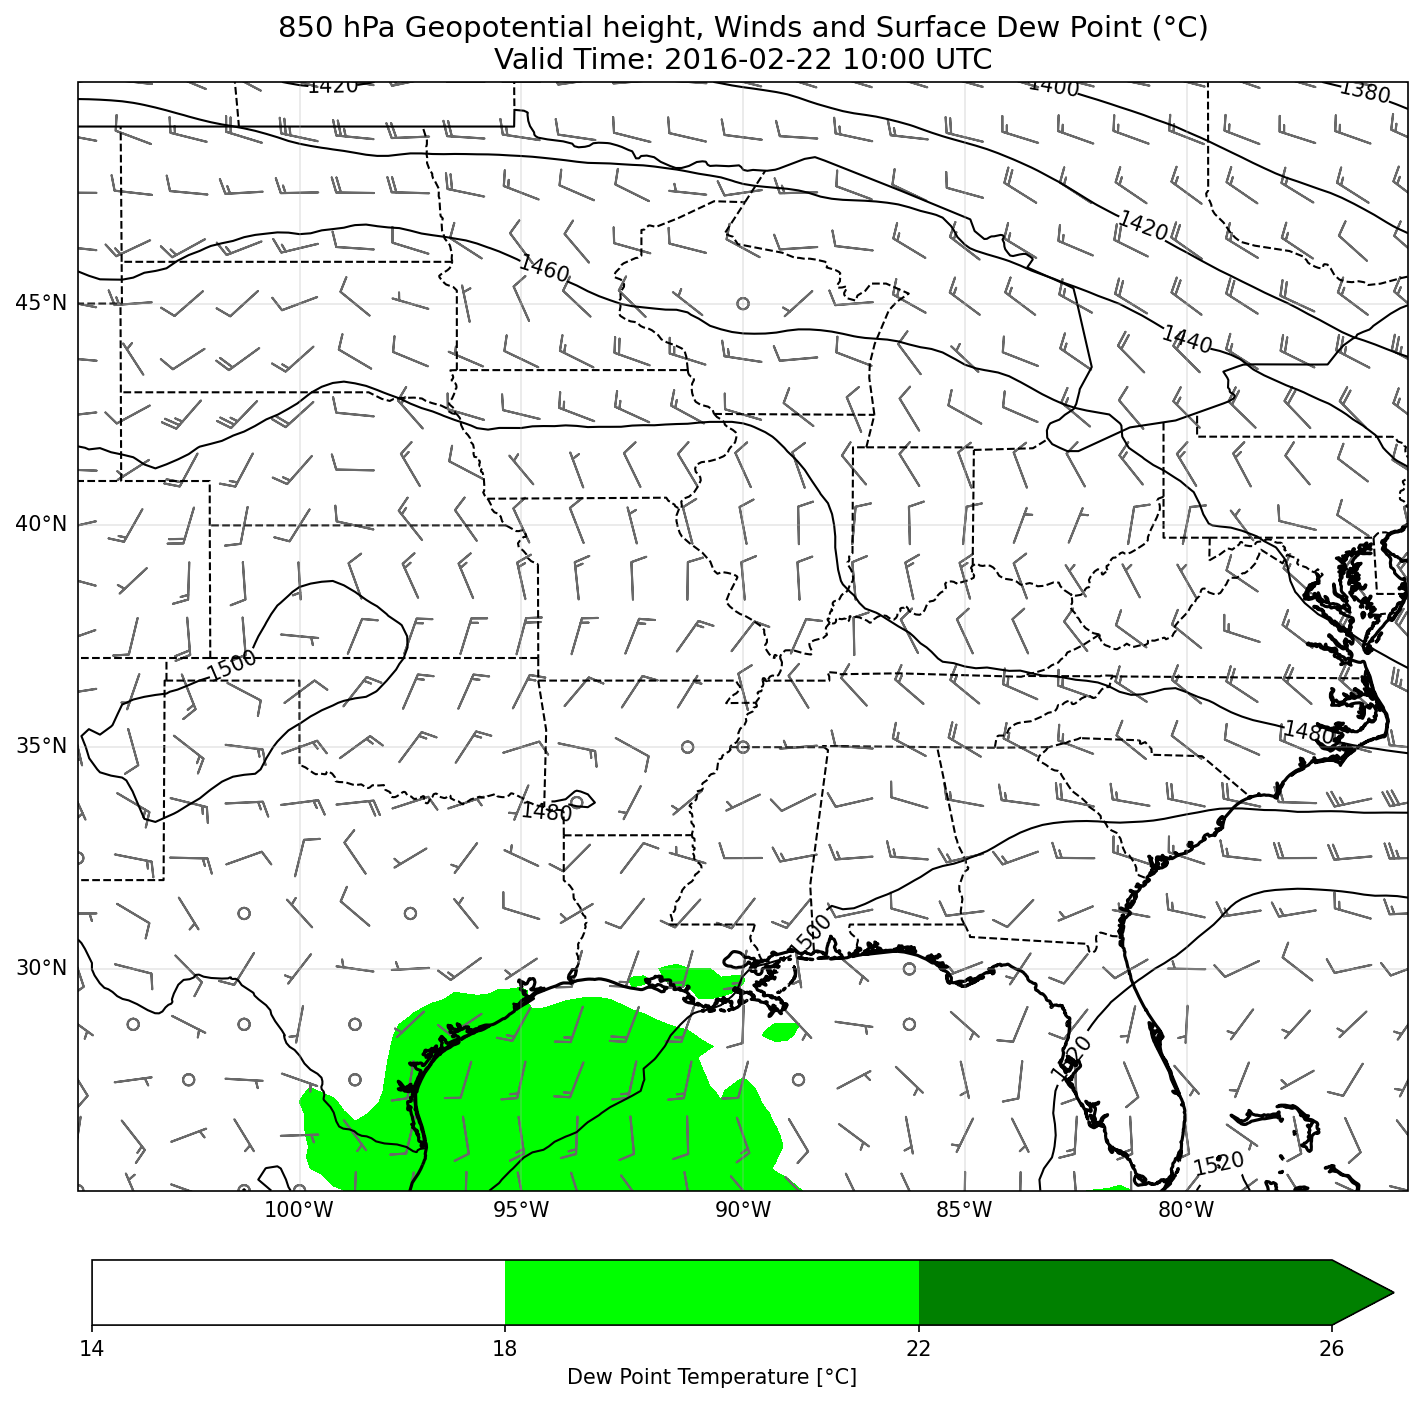 850 hPa Geopotential height, Winds and Surface Dew Point (°C)
Valid Time: 2016-02-22 10:00 UTC
1420
1400
1380
1420
1460
45°N
1440
40°N
1500
1480
35°N
1480
1500
30°N
1520
1520
100°W
95°W
90°W
85°W
80°W
14
18
22
26
Dew Point Temperature [°C]